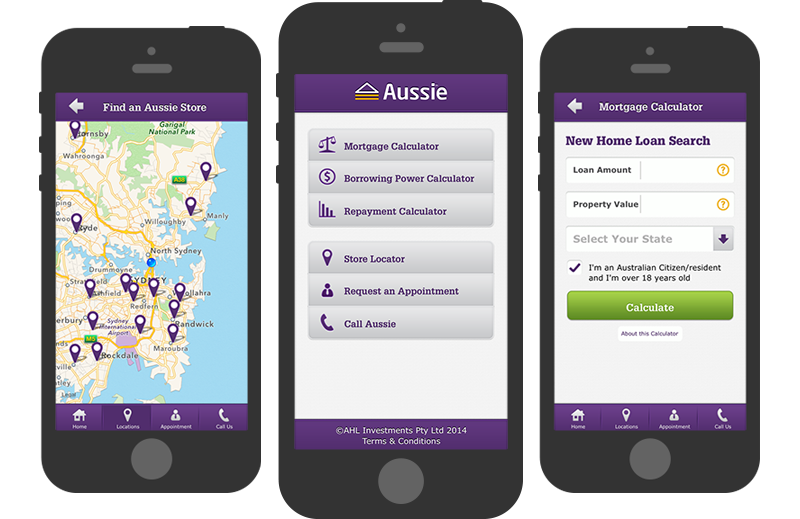 Find an Aussie Store
Hornsby
Garigal
National Park
Wahroonga
A38
Manly
Willoughby
Ryde
North Sydney
Drummoyne
SYDNEY
Strathfield
Ashfield
Woollahra
Redfern
Sydney
International
Airport
Randwick
M5
Maroubra
Rockdale
Home
Locations
Appointment
Call Us
Aussie
Mortgage Calculator
Borrowing Power Calculator
Repayment Calculator
Store Locator
Request an Appointment
Call Aussie
©AHL Investments Pty Ltd 2014
Terms & Conditions
Mortgage Calculator
New Home Loan Search
Loan Amount
?
Property Value
?
Select Your State
I'm an Australian Citizen/resident
and I'm over 18 years old
Calculate
About this Calculator
Home
Locations
Appointment
Call Us